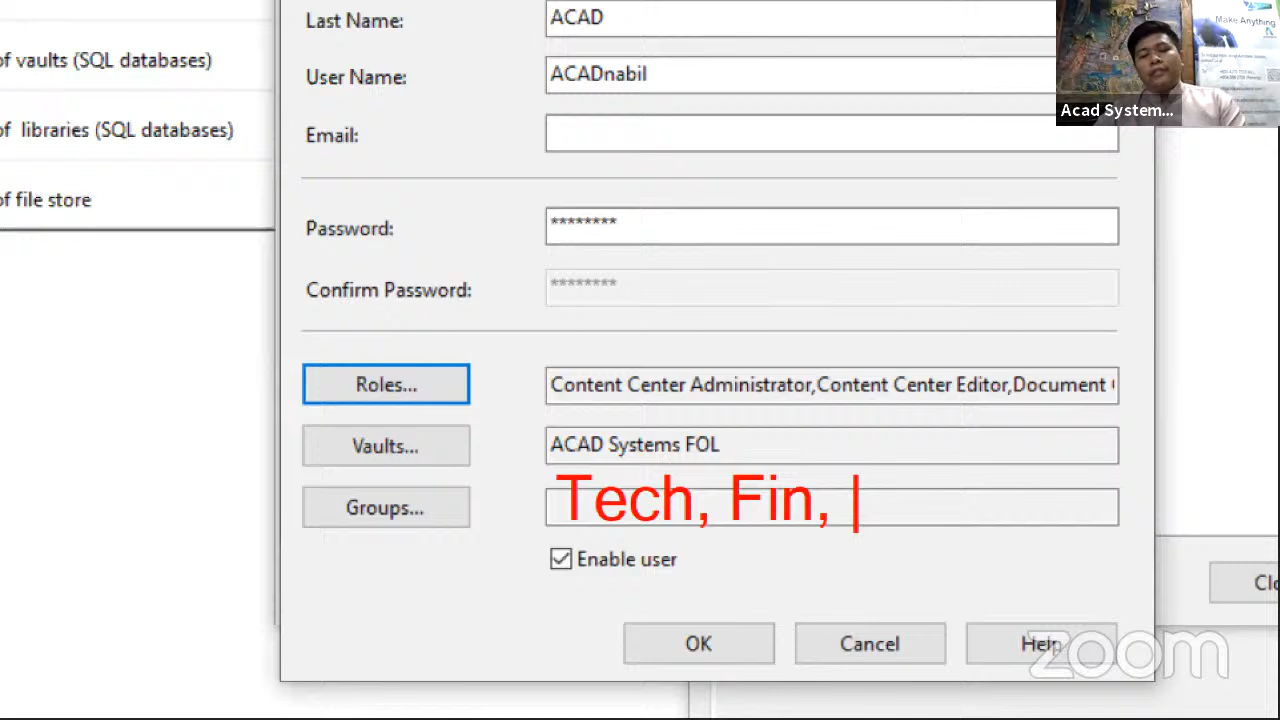 Last Name:
ACAD
of vaults (SQL databases)
User Name:
ACADnabil
Make Anything
Acad System...
of libraries (SQL databases)
Email:
of file store
Password:
********
Confirm Password:
********
Roles...
Content Center Administrator,Content Center Editor,Document
Vaults...
ACAD Systems FOL
Groups...
Tech, Fin,
Enable user
Clo
OK
Cancel
Help
zoom